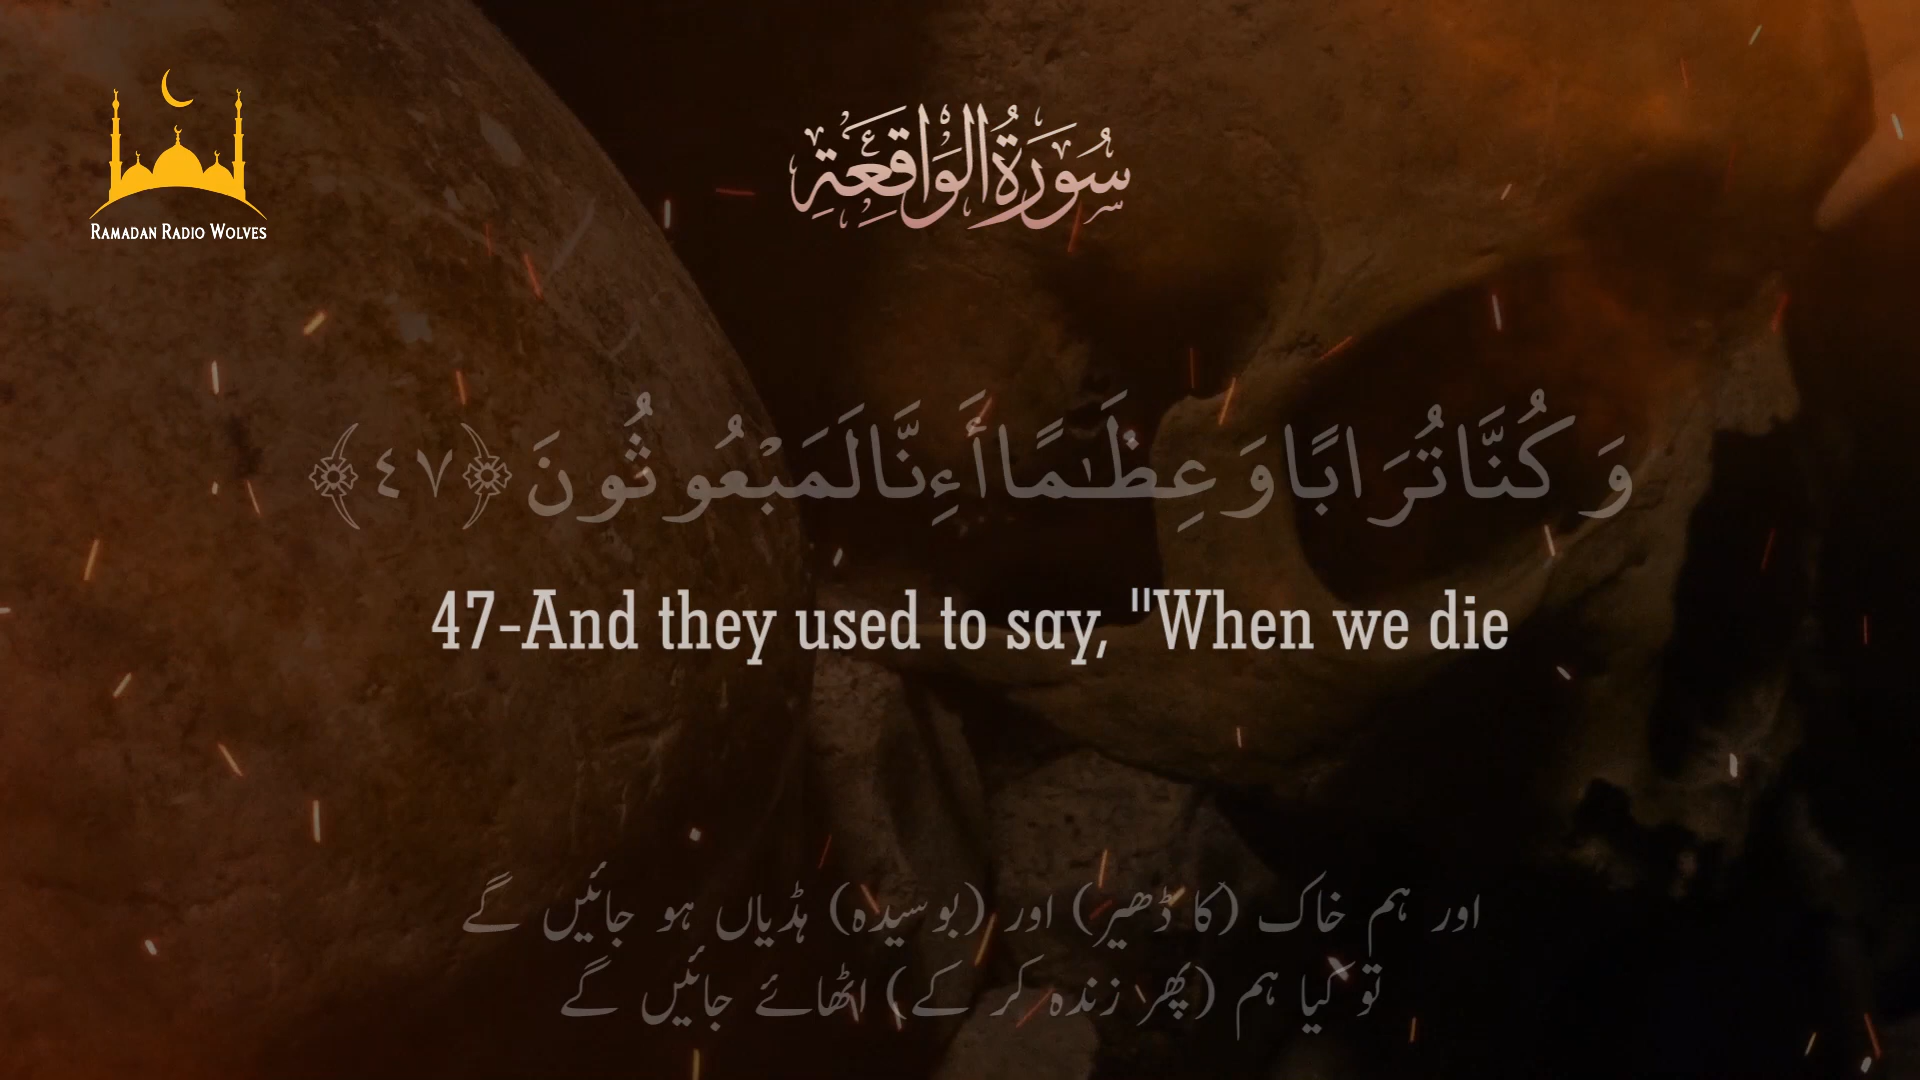 RAMADAN RADIO WOLVES
سُورَةُ الْوَاقِعَةِ
وَكُنَّا تُرَابًا وَعِظَٰمًا أَءِنَّا لَمَبْعُوثُونَ ﴿٤٧﴾
47-And they used to say, "When we die
اور ہم خاک (کا ڈھیر) اور (بوسیدہ) ہڈیاں ہو جائیں گے
تو کیا ہم (پھر زندہ کر کے) اٹھائے جائیں گے